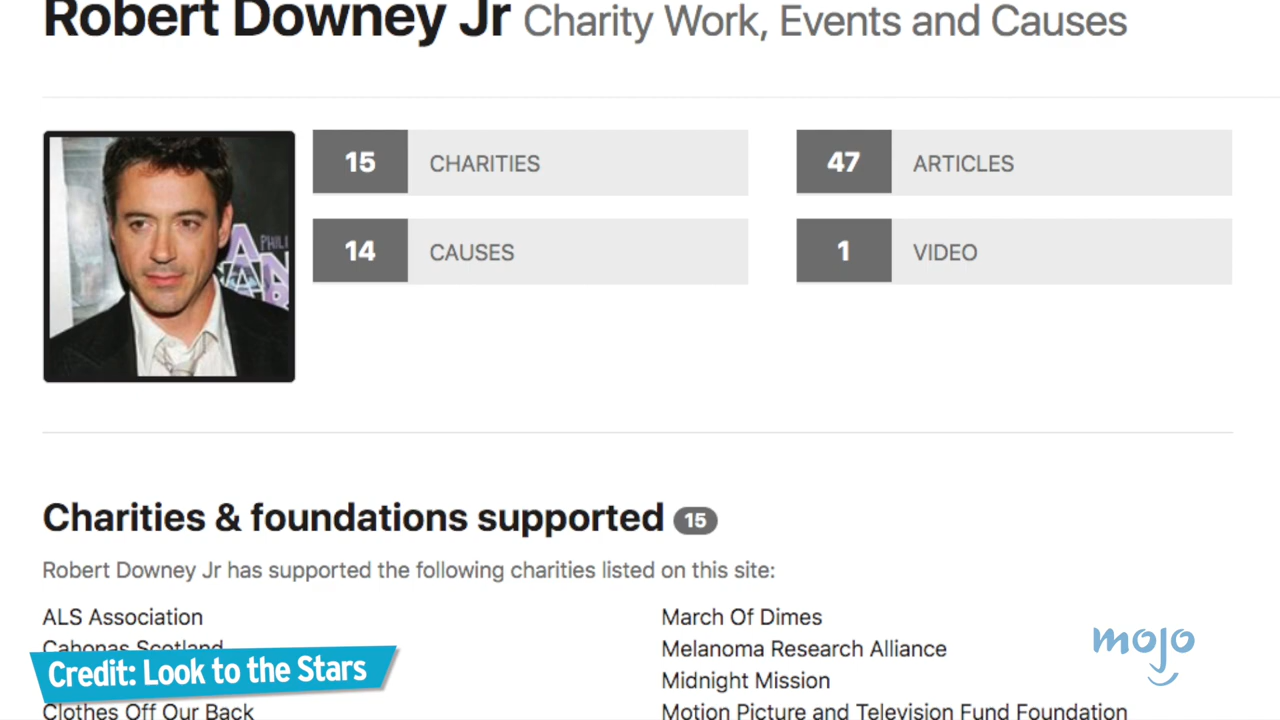 Robert Downey Jr Charity Work, Events and Causes
15 CHARITIES
47 ARTICLES
14 CAUSES
1 VIDEO
PHILI
Charities & foundations supported 15
Robert Downey Jr has supported the following charities listed on this site:
ALS Association
March Of Dimes
Cahonas Scotland
Melanoma Research Alliance
Midnight Mission
Clothes Off Our Back
Motion Picture and Television Fund Foundation
Credit: Look to the Stars
mojo